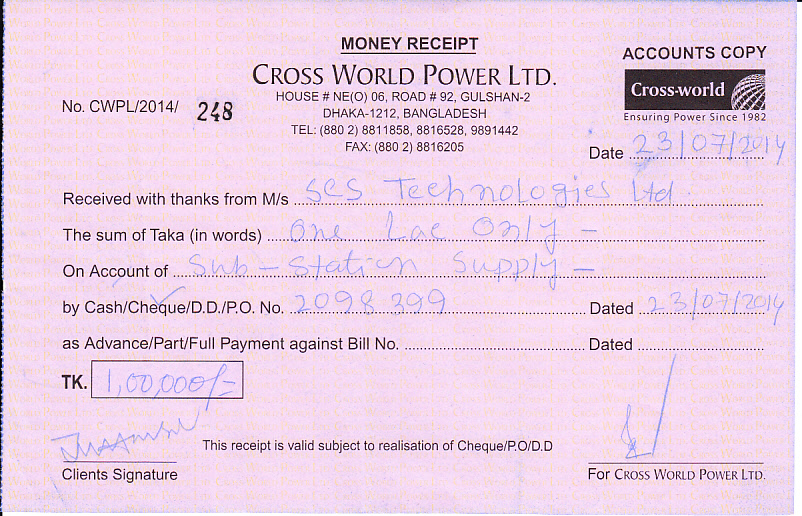 MONEY RECEIPT
ACCOUNTS COPY
CROSS WORLD POWER LTD.
Cross-world
Ensuring Power Since 1982
HOUSE # NE(O) 06, ROAD # 92, GULSHAN-2
DHAKA-1212, BANGLADESH
TEL: (880 2) 8811858, 8816528, 9891442
FAX: (880 2) 8816205
No. CWPL/2014/ 248
Date 23/07/2014
Received with thanks from M/s SCS Technologies Ltd.
The sum of Taka (in words) One Lac Only –
On Account of Sub-Station Supply –
by Cash/Cheque/D.D./P.O. No. 2098399 Dated 23/07/2014
as Advance/Part/Full Payment against Bill No. Dated
TK. 1,00,000/-
This receipt is valid subject to realisation of Cheque/P.O/D.D
Clients Signature
For CROSS WORLD POWER LTD.